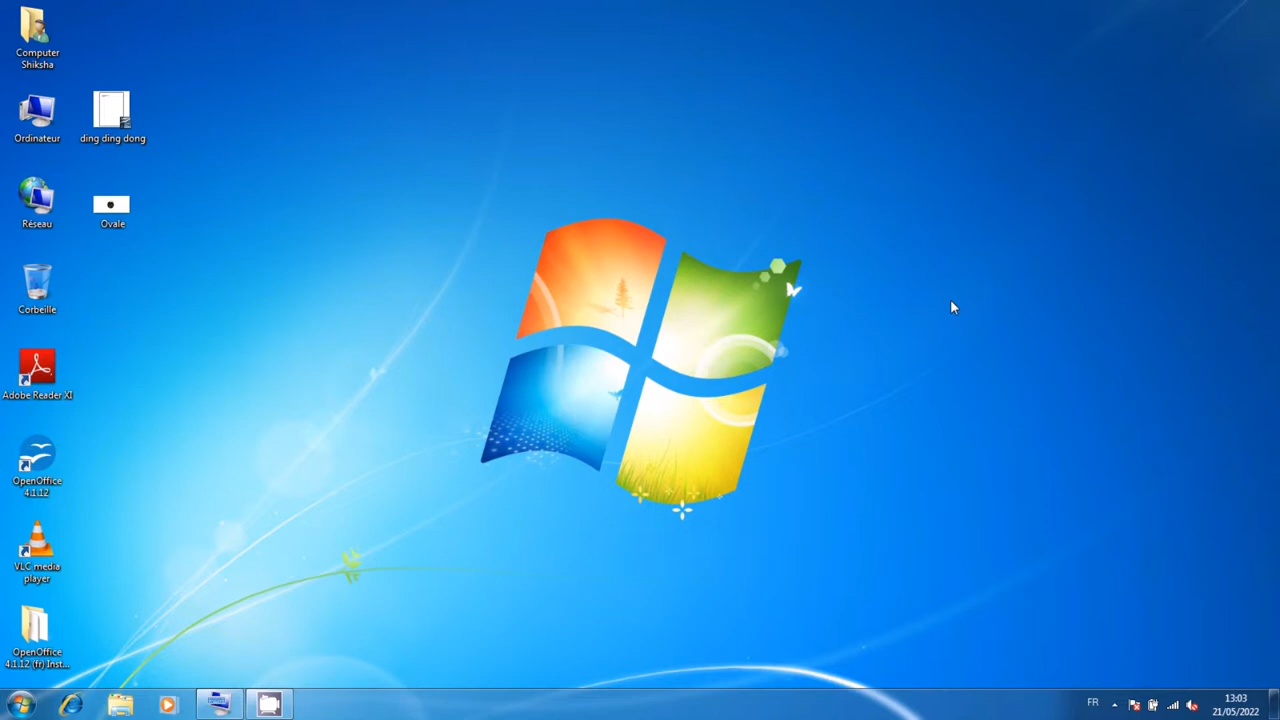 Computer
Shiksha
Ordinateur
ding ding dong
Réseau
Ovale
Corbeille
Adobe Reader XI
OpenOffice
4.1.12
VLC media
player
OpenOffice
4.1.12 (fr) Inst...
FR
13:03
21/05/2022